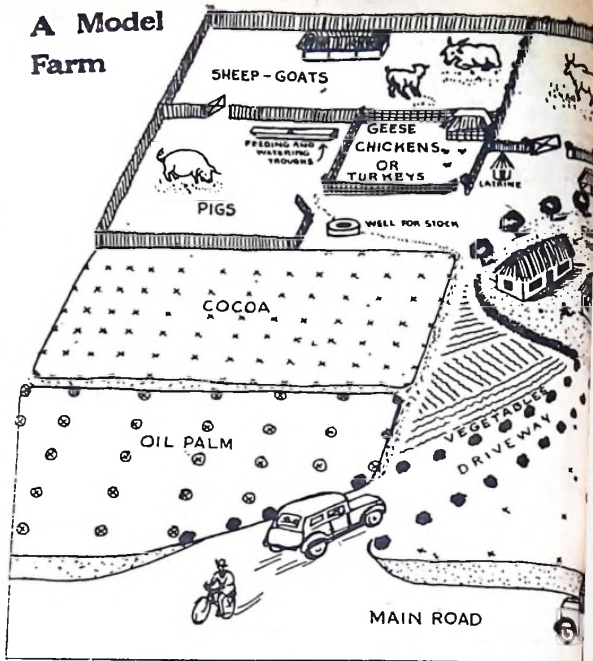 A Model
Farm
SHEEP-GOATS
GEESE
CHICKENS
OR
TURKEYS
FEEDING AND
WATERING
TROUGHS
LATRINE
PIGS
WELL FOR STOCK
COCOA
OIL PALM
VEGETABLES
DRIVEWAY
MAIN ROAD